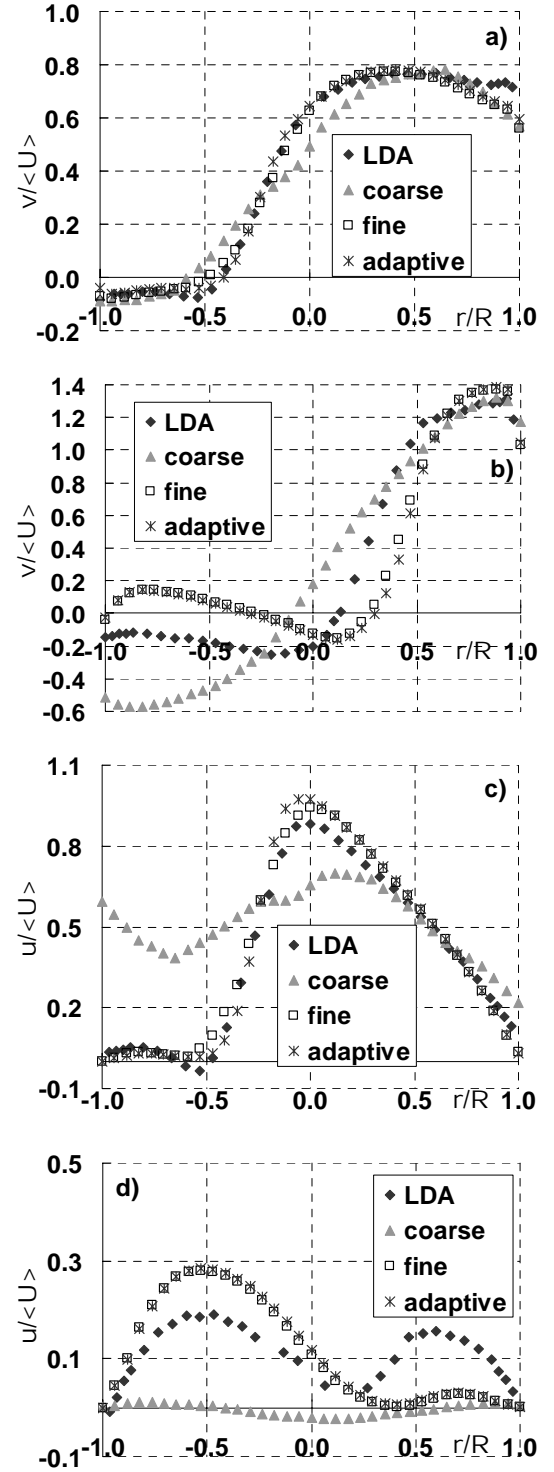 a)
1.0
0.8
0.6
0.4
0.2
0.0
-0.2
v/<U>
LDA
coarse
fine
adaptive
-1.0 -0.5 0.0 0.5 r/R 1.0
b)
1.4
1.2
1.0
0.8
0.6
0.4
0.2
0.0
-0.2
-0.4
-0.6
v/<U>
LDA
coarse
fine
adaptive
-1.0 -0.5 0.0 0.5 r/R 1.0
c)
1.1
0.9
0.7
0.5
0.2
0.0
-0.1
u/<U>
LDA
coarse
fine
adaptive
-1.0 -0.5 0.0 0.5 r/R 1.0
d)
0.5
0.3
0.1
-0.1
u/<U>
LDA
coarse
fine
adaptive
-1.0 -0.5 0.0 0.5 r/R 1.0